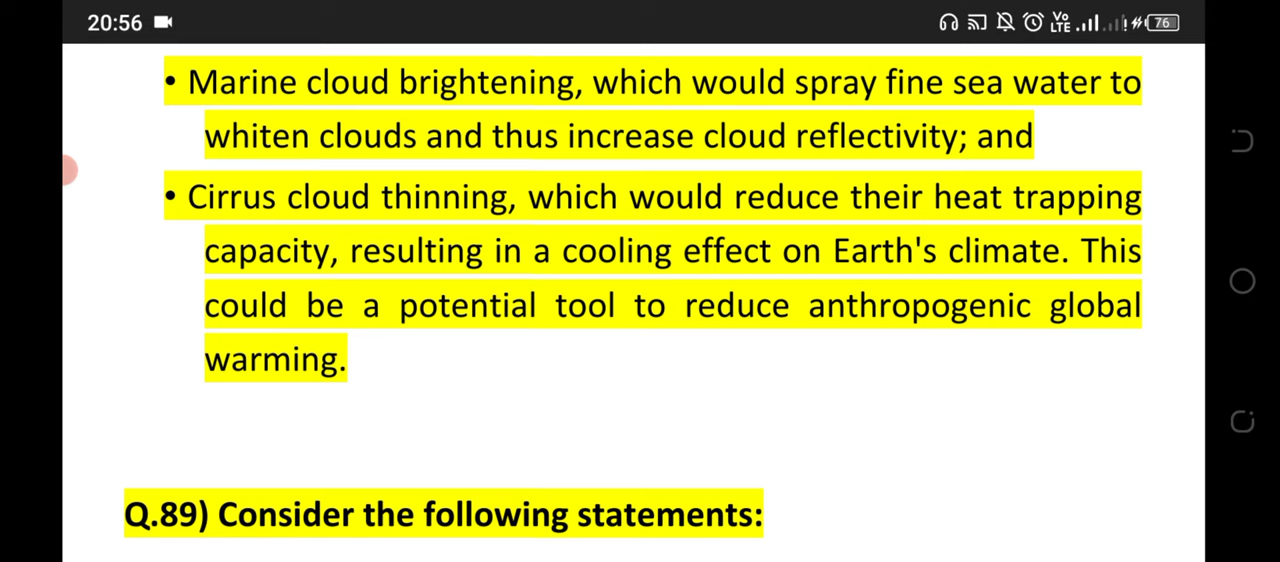 20:56 Vo LTE 76
• Marine cloud brightening, which would spray fine sea water to
whiten clouds and thus increase cloud reflectivity; and
• Cirrus cloud thinning, which would reduce their heat trapping
capacity, resulting in a cooling effect on Earth's climate. This
could be a potential tool to reduce anthropogenic global
warming.
Q.89) Consider the following statements: